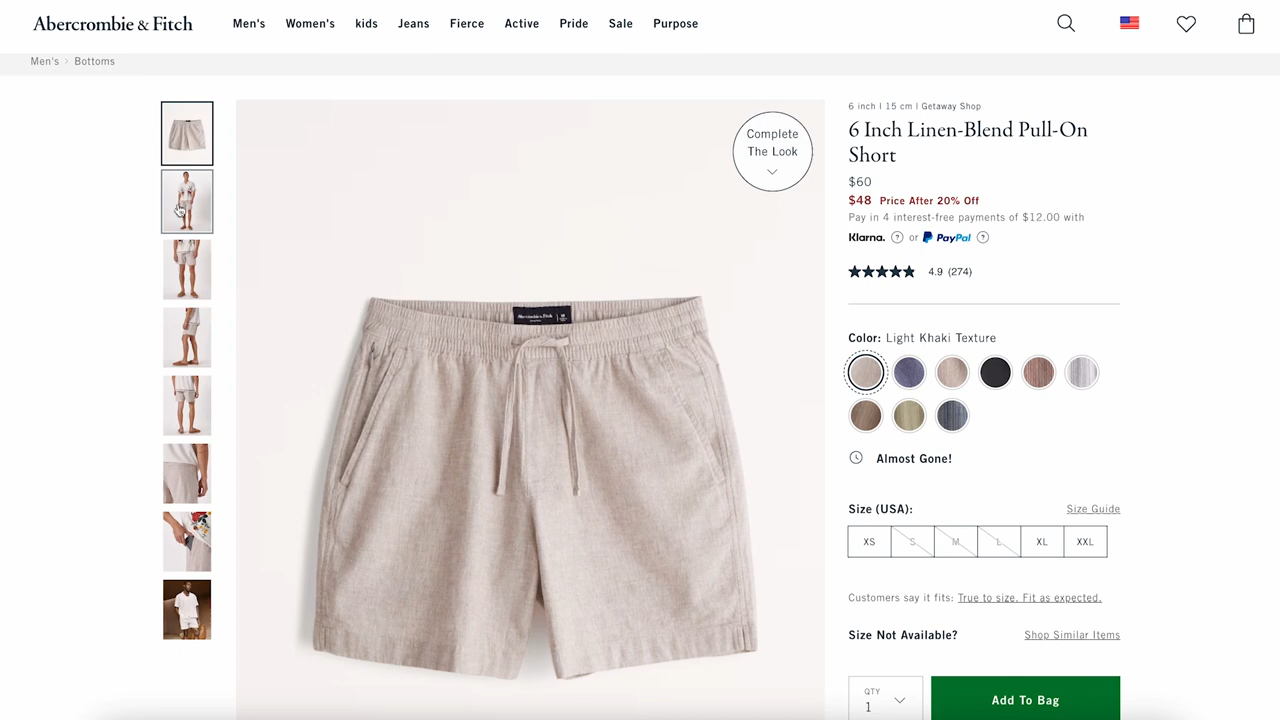 Abercrombie & Fitch
Men's
Women's
kids
Jeans
Fierce
Active
Pride
Sale
Purpose
Men's › Bottoms
Complete
The Look
Abercrombie & Fitch
6 inch | 15 cm | Getaway Shop
6 Inch Linen-Blend Pull-On
Short
$60
$48 Price After 20% Off
Pay in 4 interest-free payments of $12.00 with
Klarna. ? or PayPal ?
4.9 (274)
Color: Light Khaki Texture
Almost Gone!
Size (USA): Size Guide
XS S M L XL XXL
Customers say it fits: True to size. Fit as expected.
Size Not Available? Shop Similar Items
QTY
1
Add To Bag